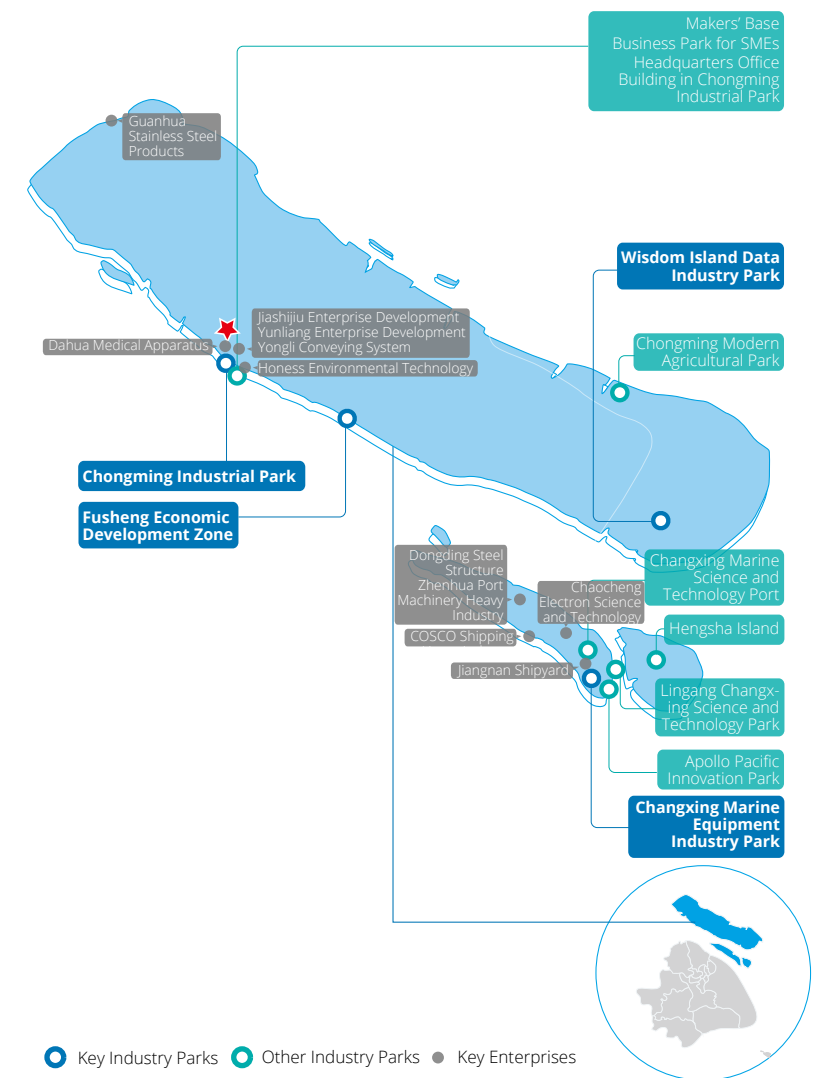 Makers' Base
Business Park for SMEs
Headquarters Office
Building in Chongming
Industrial Park
Guanhua
Stainless Steel
Products
Wisdom Island Data
Industry Park
Jiashijiu Enterprise Development
Yunliang Enterprise Development
Yongli Conveying System
Dahua Medical Apparatus
Chongming Modern
Agricultural Park
Honess Environmental Technology
Chongming Industrial Park
Fusheng Economic
Development Zone
Dongding Steel
Structure
Zhenhua Port
Machinery Heavy
Industry
Chaocheng
Electron Science
and Technology
Changxing Marine
Science and
Technology Port
COSCO Shipping
Hengsha Island
Jiangnan Shipyard
Lingang Changx-
ing Science and
Technology Park
Apollo Pacific
Innovation Park
Changxing Marine
Equipment
Industry Park
Key Industry Parks
Other Industry Parks
Key Enterprises